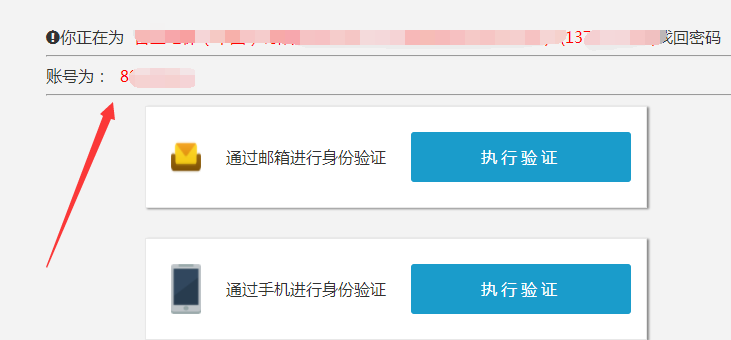 你正在为 (13 找回密码
账号为： 8
通过邮箱进行身份验证 执行验证
通过手机进行身份验证 执行验证